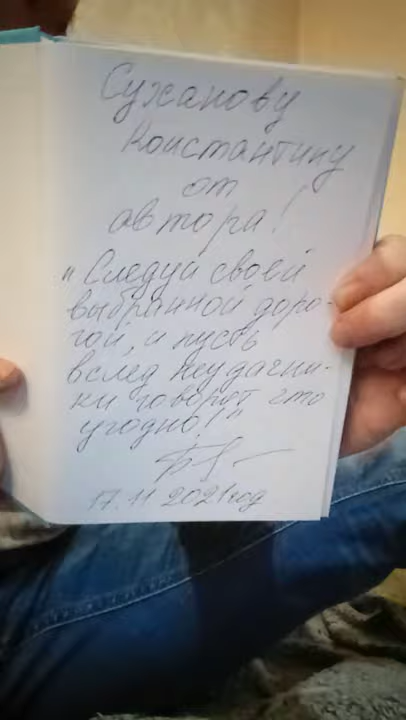 Сужанову
Константину
от
автора!
"Следуй своей
выбранной доро-
гой, и пусть
вслед неудачни-
ки говорят что
угодно!"
17.11 2021 год